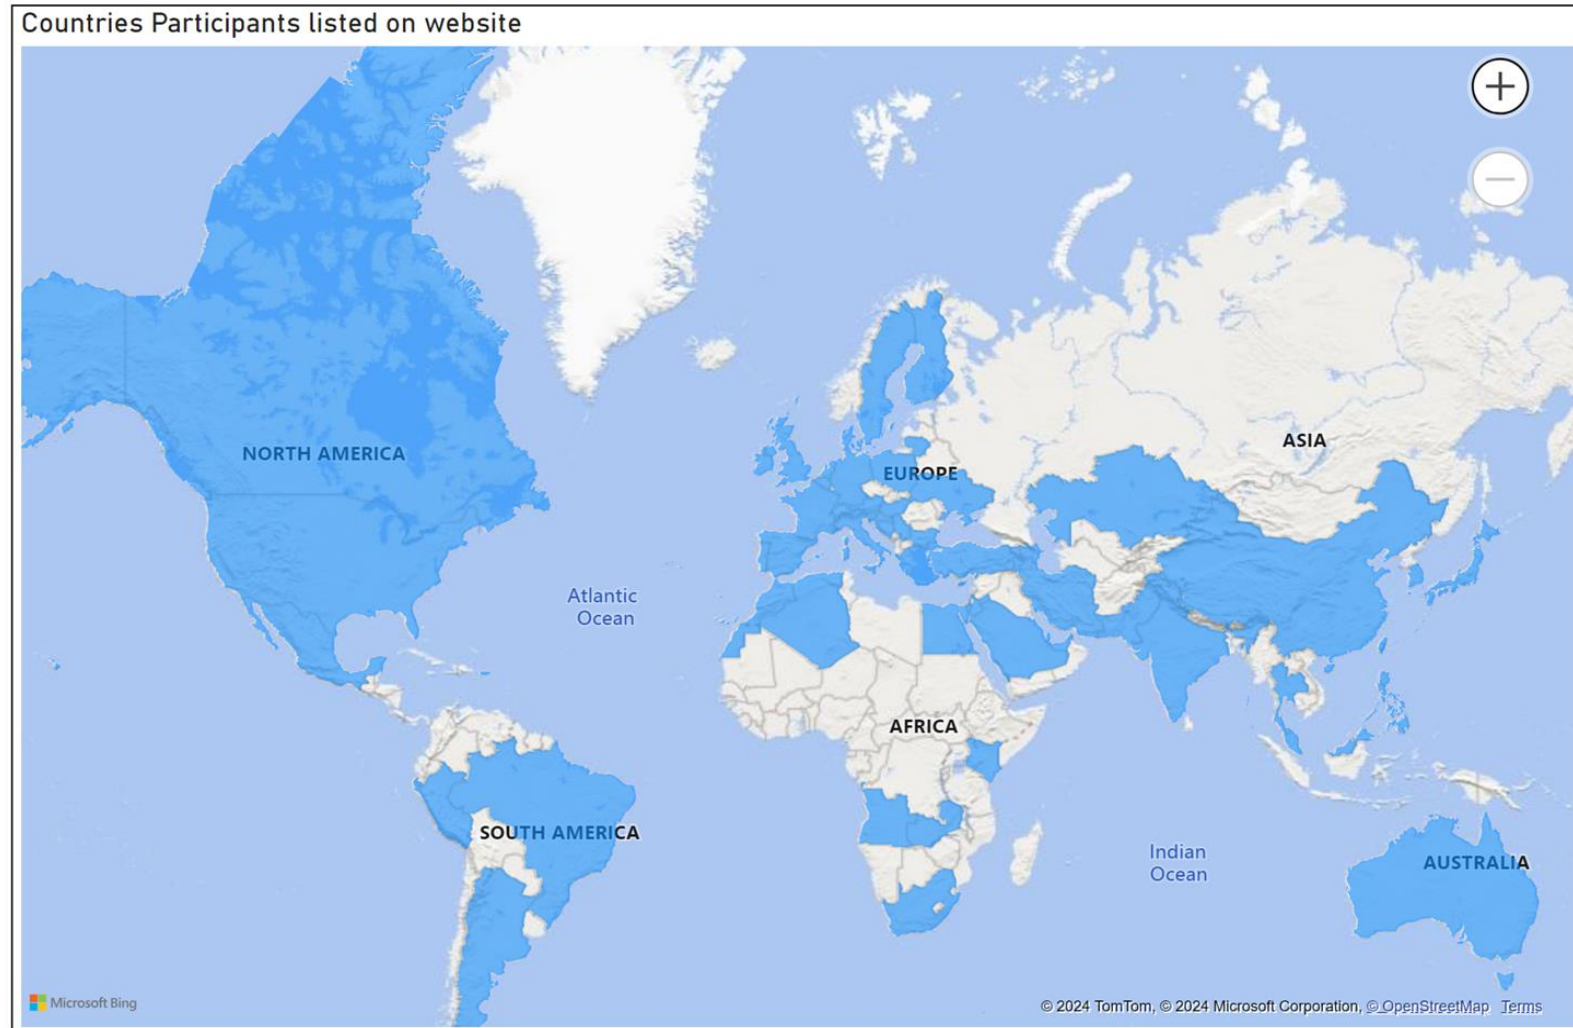 Countries Participants listed on website
NORTH AMERICA
EUROPE
ASIA
Atlantic
Ocean
AFRICA
SOUTH AMERICA
Indian
Ocean
AUSTRALIA
Microsoft Bing
© 2024 TomTom, © 2024 Microsoft Corporation, © OpenStreetMap Terms